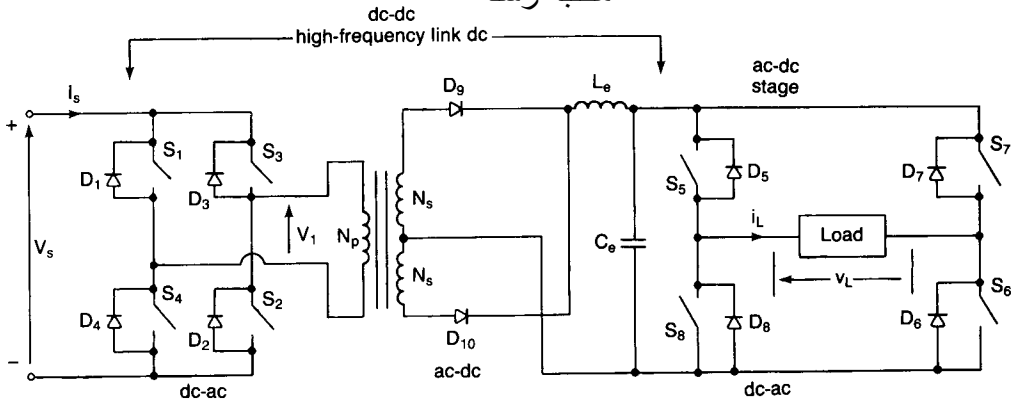 dc-dc
high-frequency link dc
ac-dc
stage
I_s
+
S_1
S_3
D_1
D_3
V_s
V_1
N_p
N_s
N_s
D_9
L_e
C_e
D_10
S_4
S_2
D_4
D_2
−
dc-ac
ac-dc
S_5
D_5
S_7
D_7
i_L
Load
v_L
S_8
D_8
S_6
D_6
dc-ac